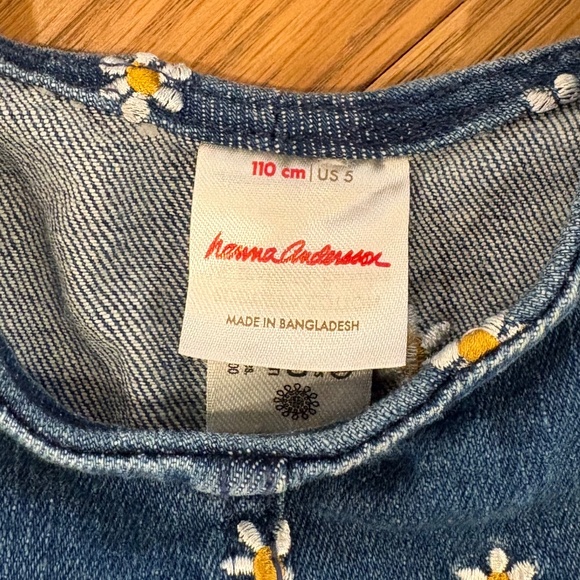 110 cm | US 5
hanna andersson
MADE IN BANGLADESH